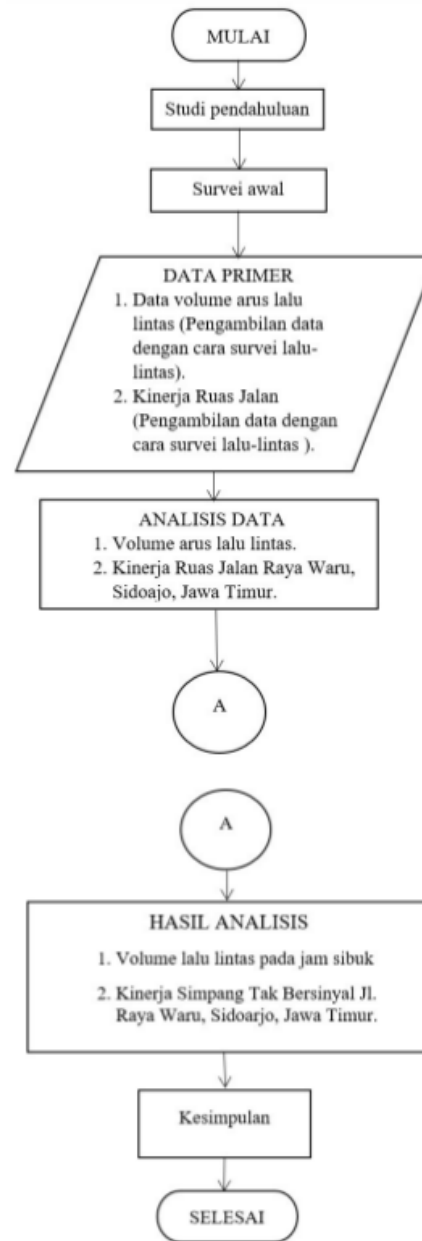 MULAI
Studi pendahuluan
Survei awal
DATA PRIMER
1. Data volume arus lalu
lintas (Pengambilan data
dengan cara survei lalu-
lintas).
2. Kinerja Ruas Jalan
(Pengambilan data dengan
cara survei lalu-lintas ).
ANALISIS DATA
1. Volume arus lalu lintas.
2. Kinerja Ruas Jalan Raya Waru,
Sidoajo, Jawa Timur.
A
A
HASIL ANALISIS
1. Volume lalu lintas pada jam sibuk
2. Kinerja Simpang Tak Bersinyal Jl.
Raya Waru, Sidoarjo, Jawa Timur.
Kesimpulan
SELESAI